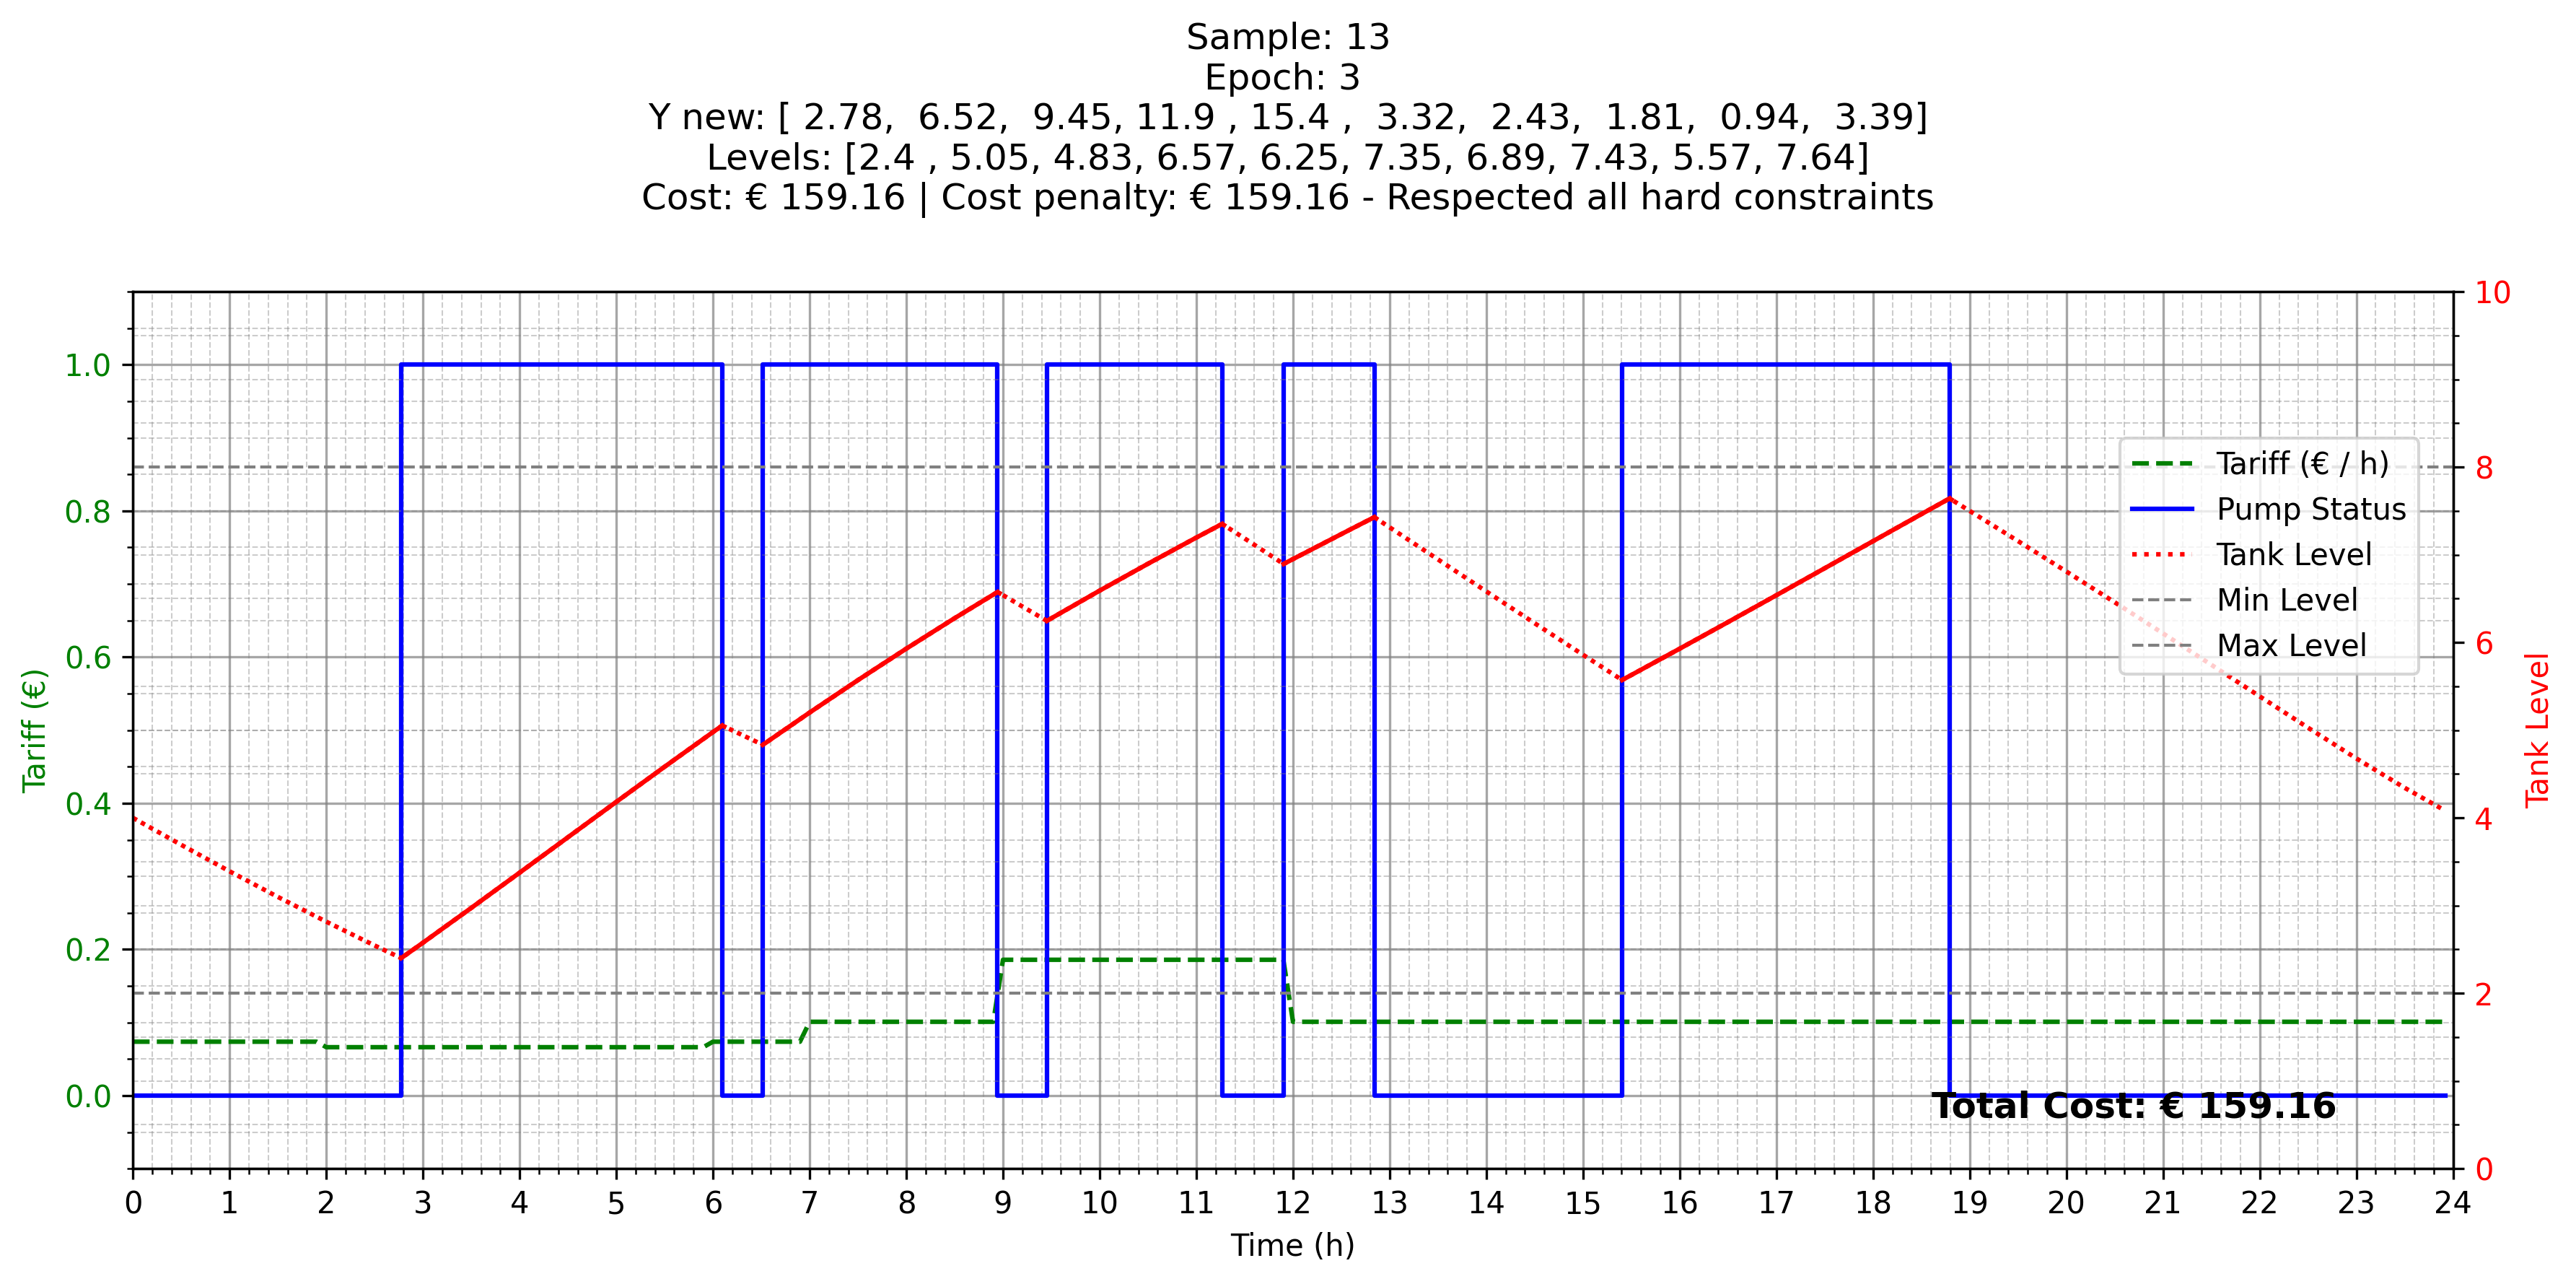 Sample: 13
Epoch: 3
Y new: [ 2.78,  6.52,  9.45, 11.9 , 15.4 ,  3.32,  2.43,  1.81,  0.94,  3.39]
Levels: [2.4 , 5.05, 4.83, 6.57, 6.25, 7.35, 6.89, 7.43, 5.57, 7.64]
Cost: € 159.16 | Cost penalty: € 159.16 - Respected all hard constraints
Tariff (€)
1.0
0.8
0.6
0.4
0.2
0.0
Tariff (€ / h)
Pump Status
Tank Level
Min Level
Max Level
Total Cost: € 159.16
10
8
6
4
2
0
Tank Level
0 1 2 3 4 5 6 7 8 9 10 11 12 13 14 15 16 17 18 19 20 21 22 23 24
Time (h)